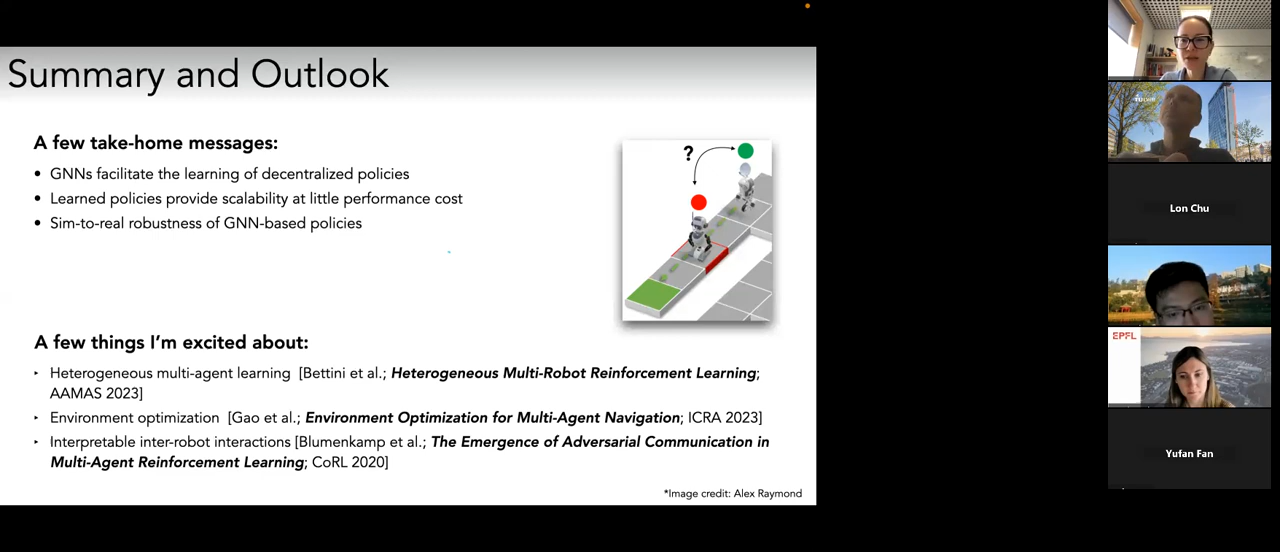 Summary and Outlook
A few take-home messages:
• GNNs facilitate the learning of decentralized policies
• Learned policies provide scalability at little performance cost
• Sim-to-real robustness of GNN-based policies
?
A few things I'm excited about:
‣ Heterogeneous multi-agent learning [Bettini et al.; Heterogeneous Multi-Robot Reinforcement Learning;
AAMAS 2023]
‣ Environment optimization [Gao et al.; Environment Optimization for Multi-Agent Navigation; ICRA 2023]
‣ Interpretable inter-robot interactions [Blumenkamp et al.; The Emergence of Adversarial Communication in
Multi-Agent Reinforcement Learning; CoRL 2020]
*Image credit: Alex Raymond
Lon Chu
EPFL
Yufan Fan